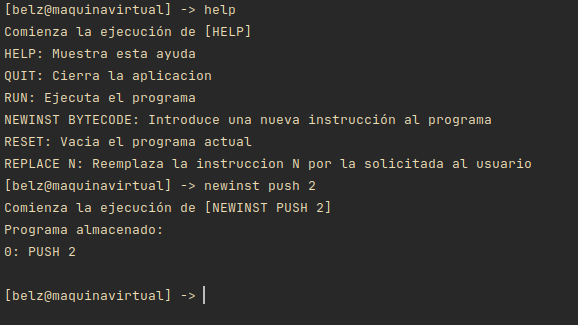 [belz@maquinavirtual] -> help
Comienza la ejecución de [HELP]
HELP: Muestra esta ayuda
QUIT: Cierra la aplicacion
RUN: Ejecuta el programa
NEWINST BYTECODE: Introduce una nueva instrucción al programa
RESET: Vacia el programa actual
REPLACE N: Reemplaza la instruccion N por la solicitada al usuario
[belz@maquinavirtual] -> newinst push 2
Comienza la ejecución de [NEWINST PUSH 2]
Programa almacenado:
0: PUSH 2
[belz@maquinavirtual] ->